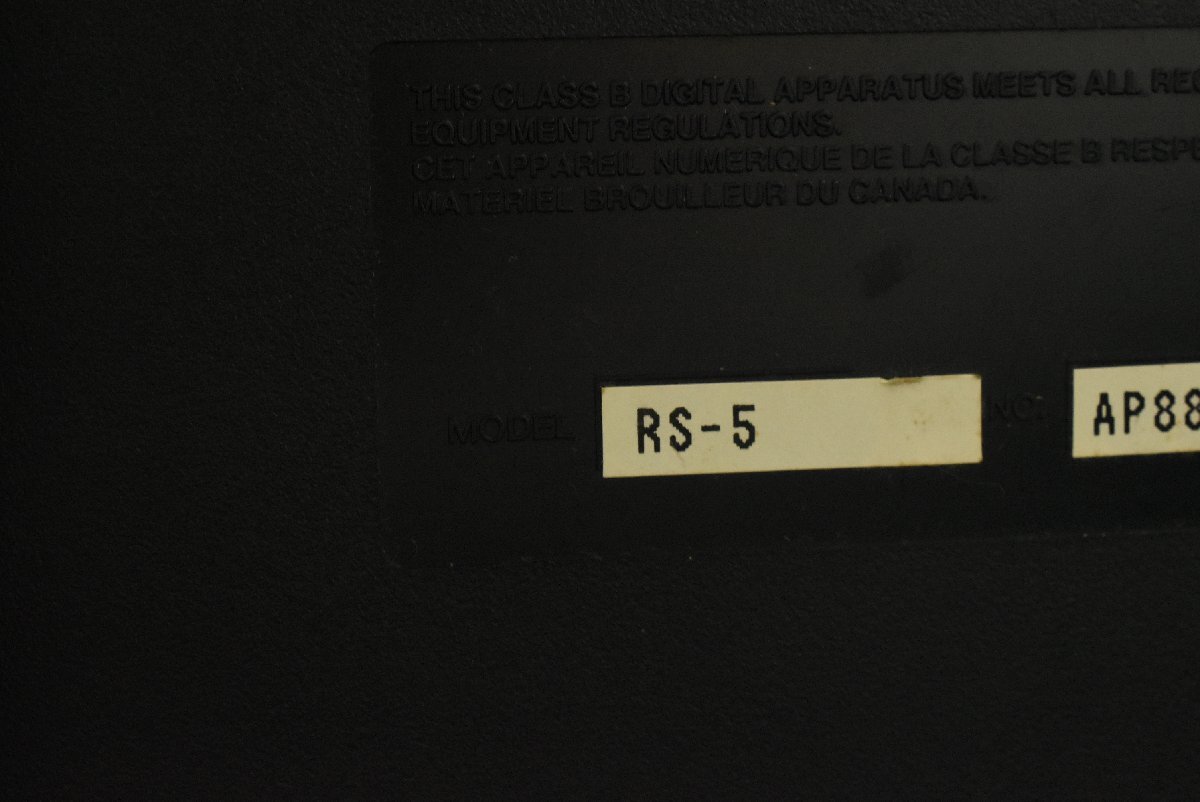 THIS CLASS B DIGITAL APPARATUS MEETS ALL
EQUIPMENT REGULATIONS.
CET APPAREIL NUMERIQUE DE LA CLASSE B
MATERIEL BROUILLEUR DU CANADA.
MODEL RS-5 NO. AP88